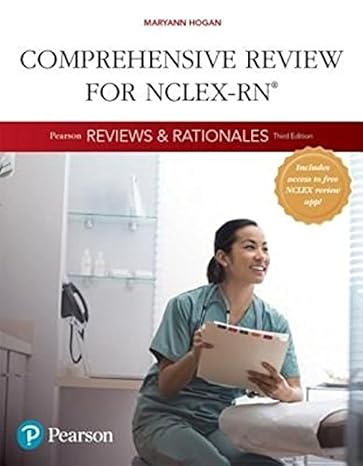 MARYANN HOGAN
COMPREHENSIVE REVIEW
FOR NCLEX-RN®
Pearson REVIEWS & RATIONALES Third Edition
Includes
access to free
NCLEX review
app!
Pearson